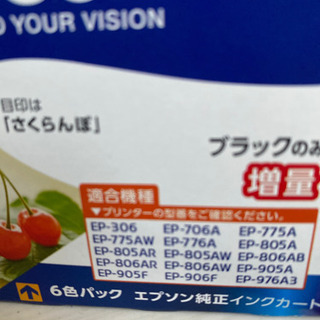 YOUR VISION
目印は
「さくらんぼ」
ブラックのみ
増量
適合機種
▼プリンターの型番をご確認ください。
EP-306 EP-706A EP-775A
EP-775AW EP-776A EP-805A
EP-805AR EP-805AW EP-806AB
EP-806AR EP-806AW EP-905A
EP-905F EP-906F EP-976A3
6色パック エプソン純正インクカート